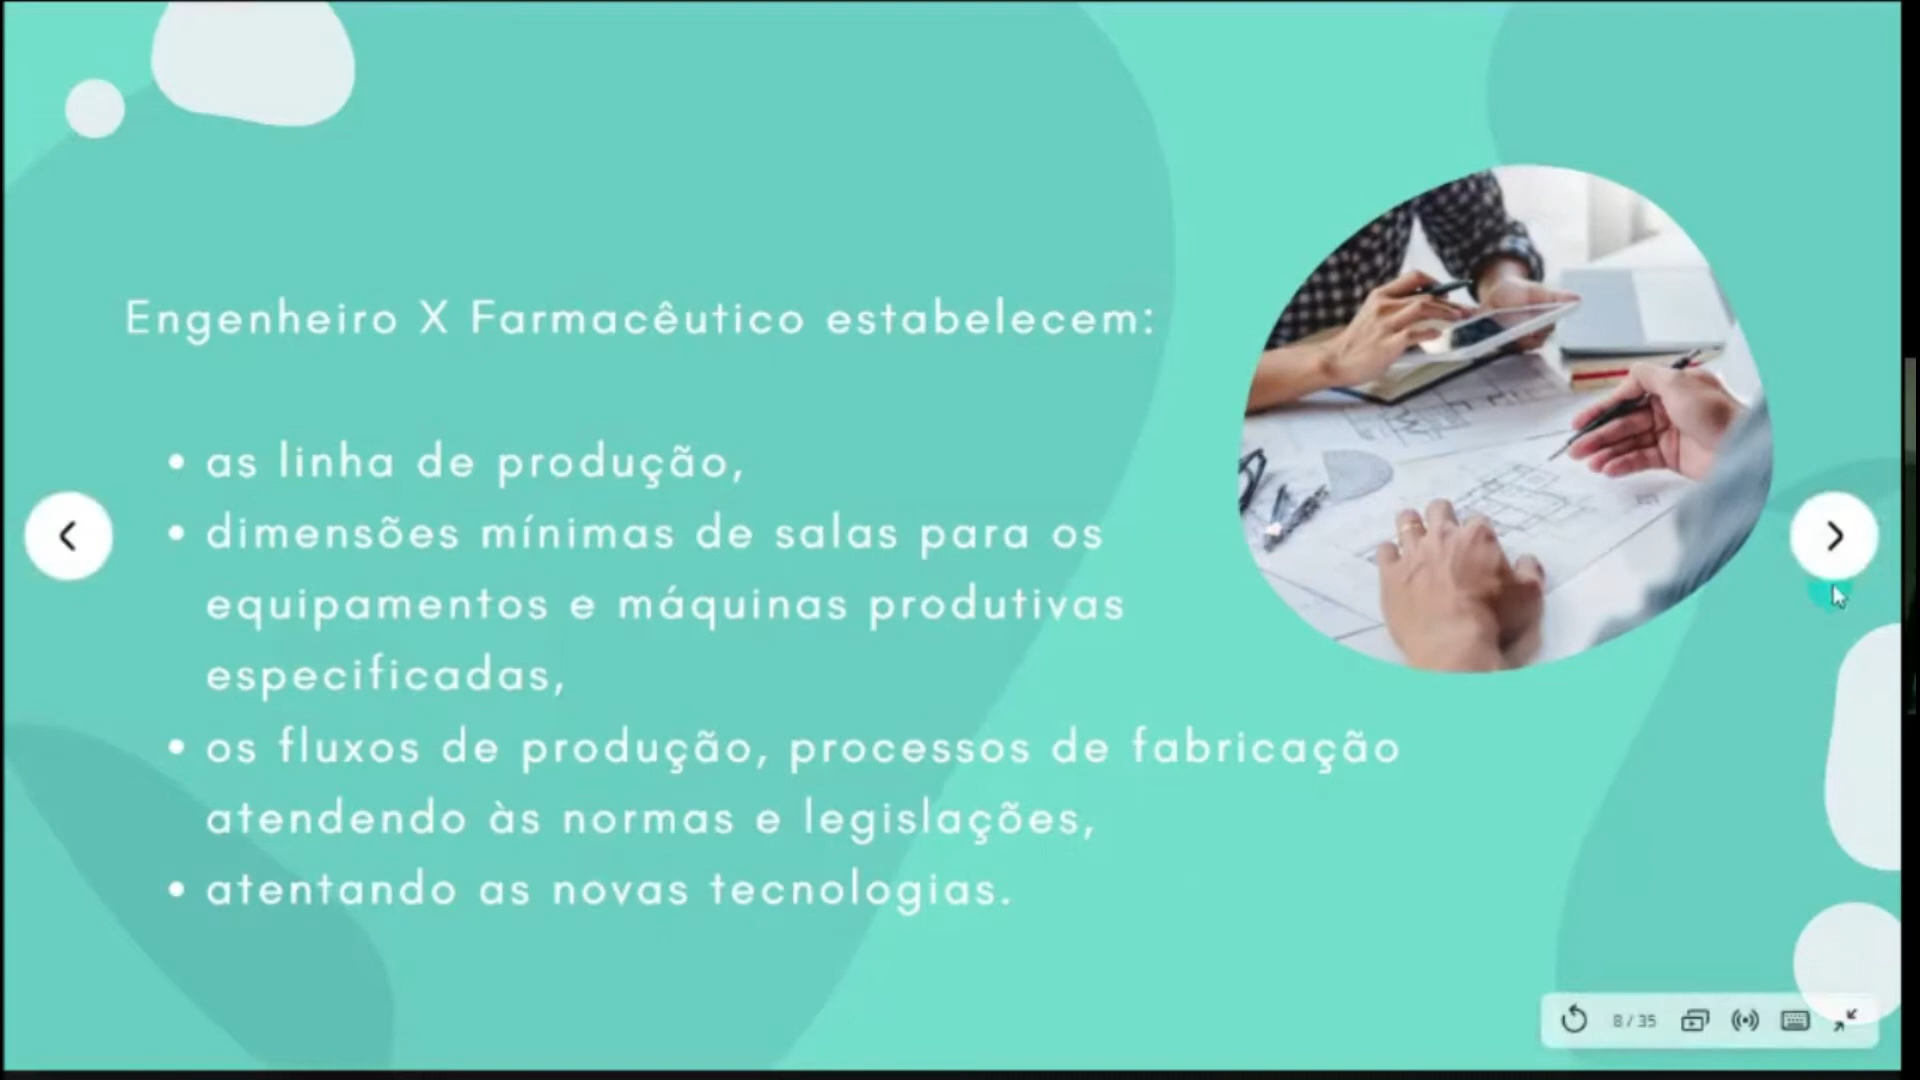 Engenheiro X Farmacêutico estabelecem:
• as linha de produção,
• dimensões mínimas de salas para os
equipamentos e máquinas produtivas
especificadas,
• os fluxos de produção, processos de fabricação
atendendo às normas e legislações,
• atentando as novas tecnologias.
8 / 35